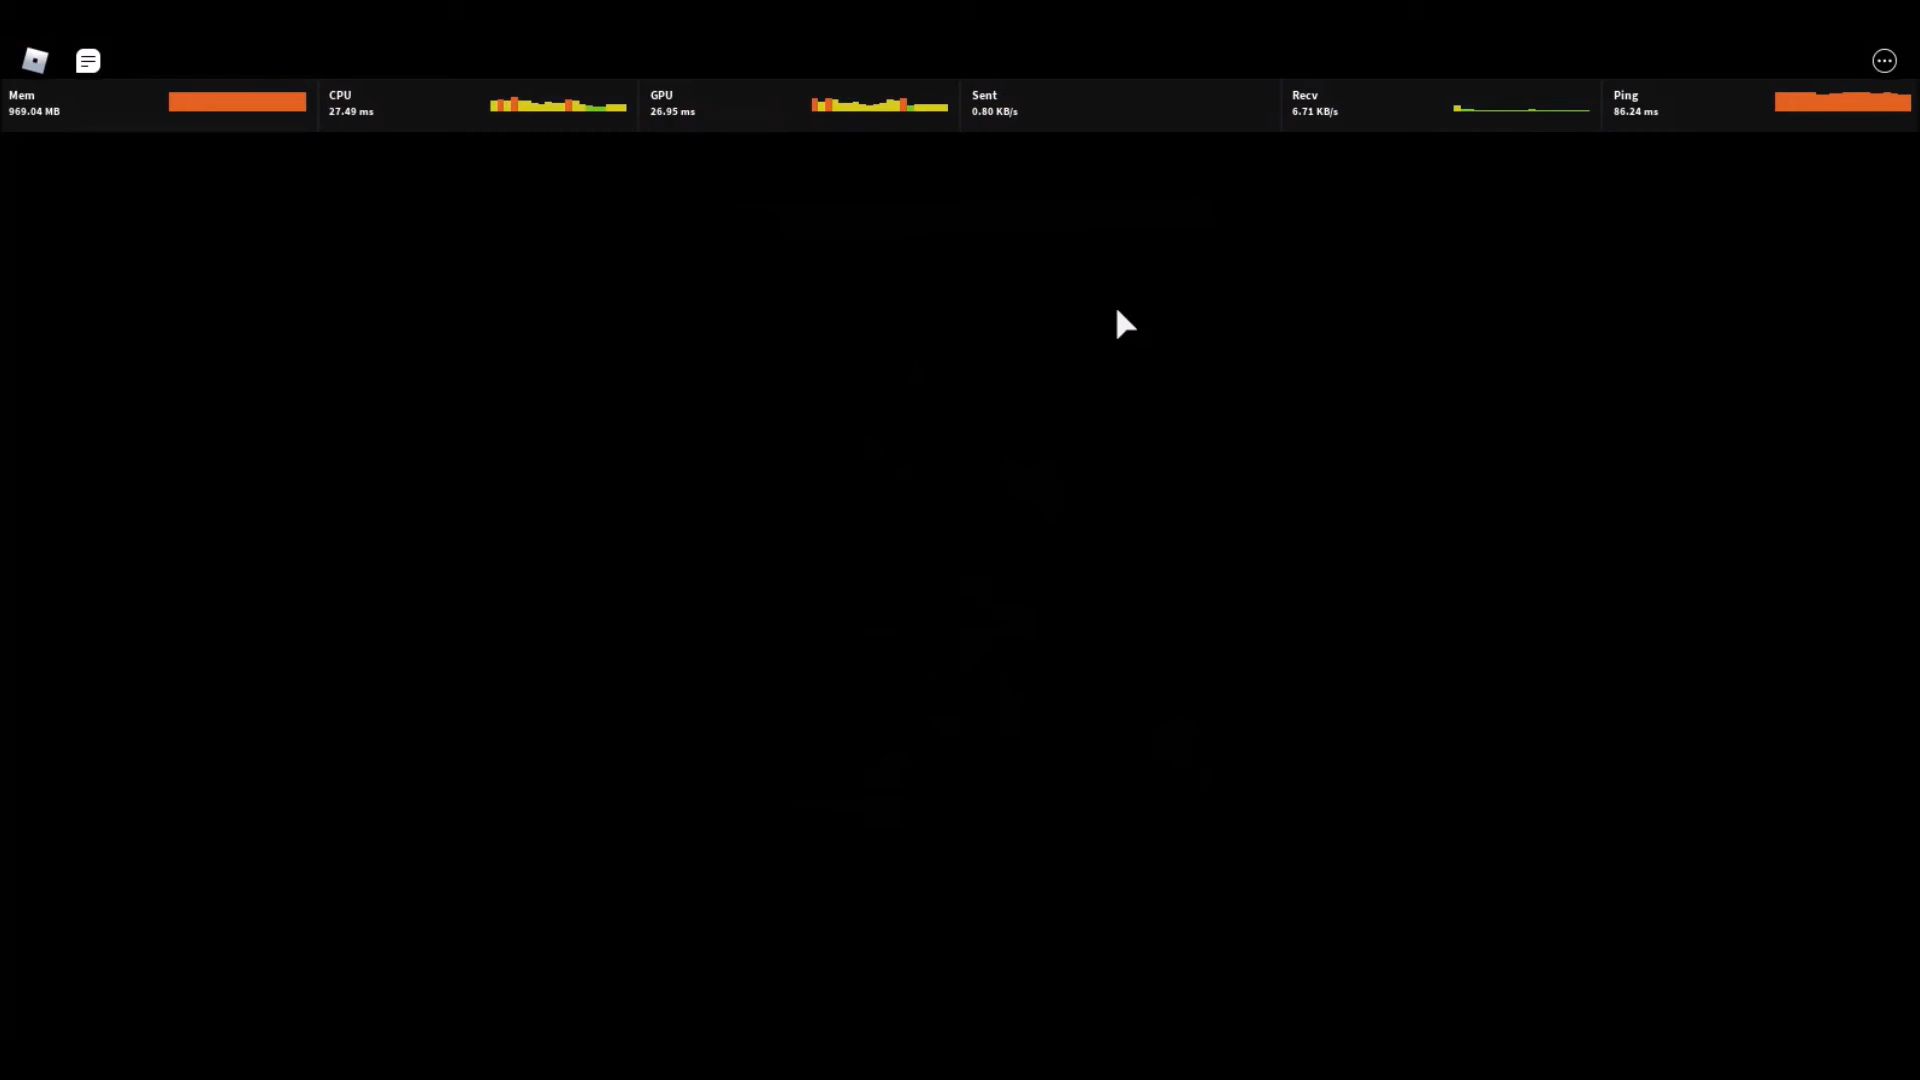 Mem
969.04 MB
CPU
27.49 ms
GPU
26.95 ms
Sent
0.80 KB/s
Recv
6.71 KB/s
Ping
86.24 ms